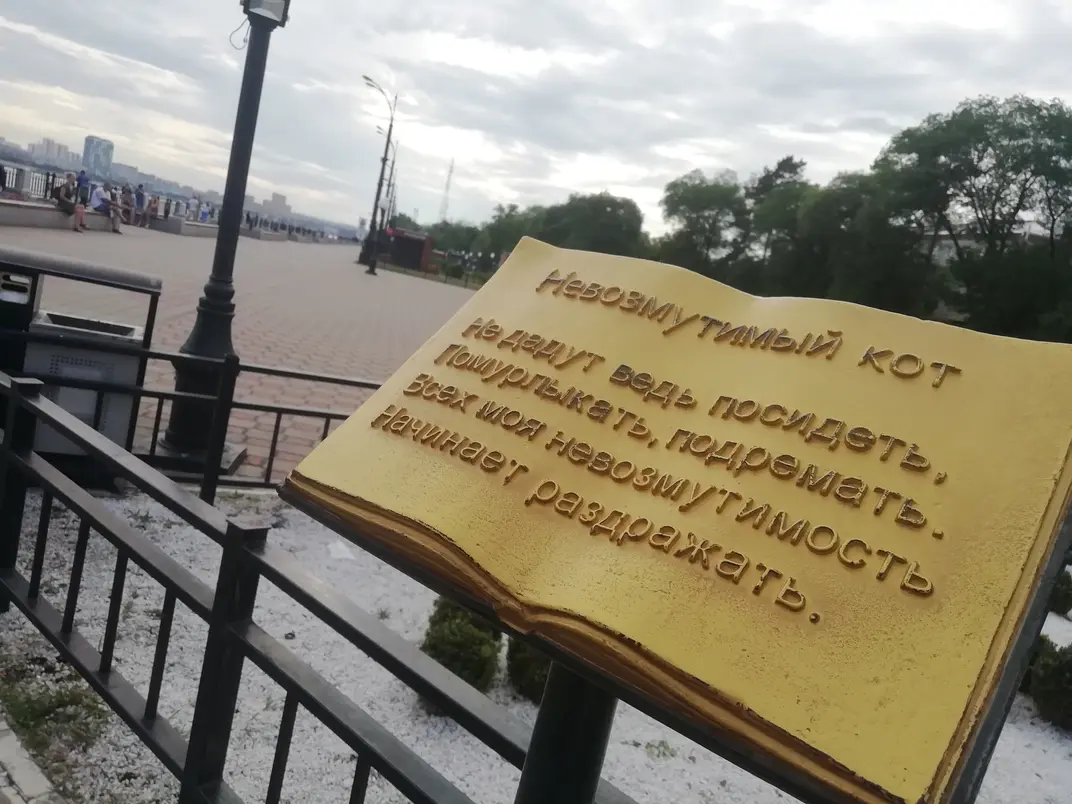 Невозмутимый кот
Не дадут ведь посидеть,
Помурлыкать, подремать.
Всех моя невозмутимость
Начинает раздражать.